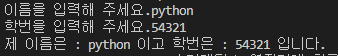 이름을 입력해 주세요.python
학번을 입력해 주세요.54321
제 이름은 : python 이고 학번은 : 54321 입니다.